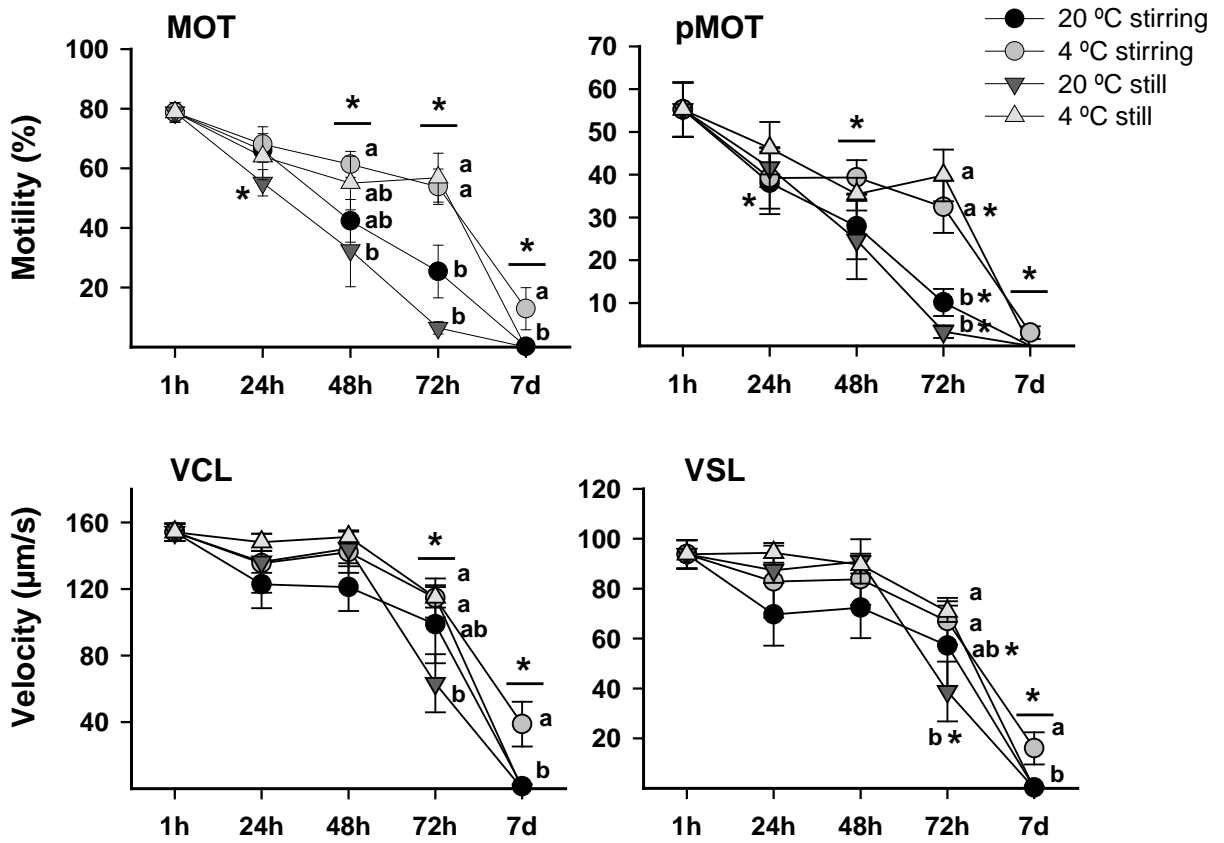 MOT
pMOT
20 ºC stirring
4 ºC stirring
20 ºC still
4 ºC still
Motility (%)
100
80
60
40
20
*
*
*
*
a
ab
ab
b
a
a
b
b
a
b
1h 24h 48h 72h 7d
70
60
50
40
30
20
10
*
*
*
a
a *
b *
b *
1h 24h 48h 72h 7d
VCL
Velocity (µm/s)
160
120
80
40
*
*
a
a
ab
b
a
b
1h 24h 48h 72h 7d
VSL
120
100
80
60
40
20
a
a
ab *
b *
*
a
b
1h 24h 48h 72h 7d